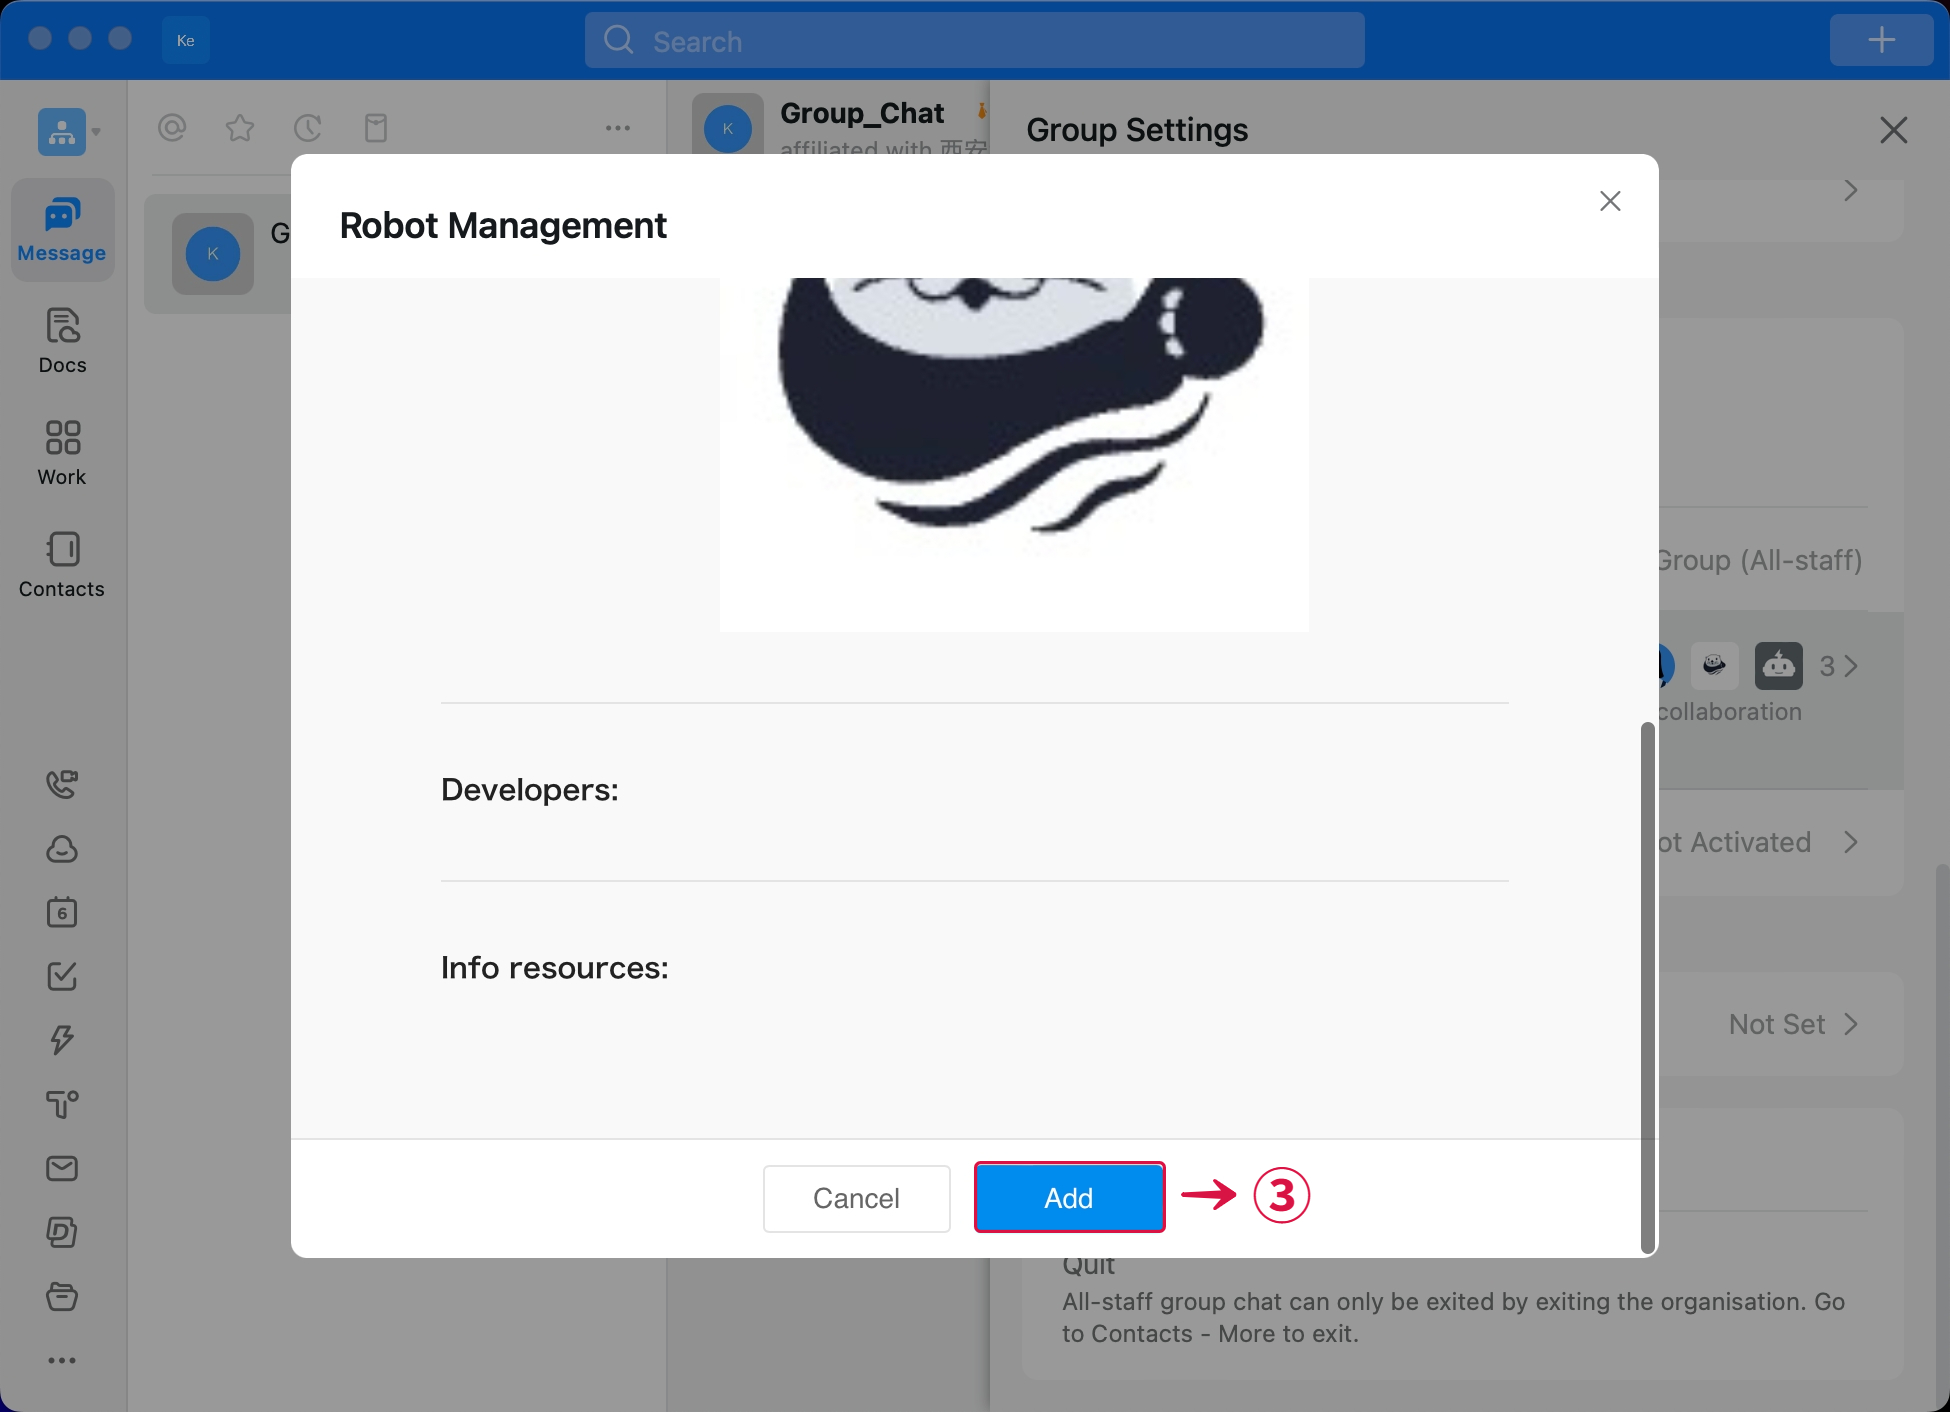 Ke
Search
Group_Chat
affiliated with 西安
Group Settings
Message
K
G
K
Robot Management
Docs
Work
Contacts
Group (All-staff)
3
collaboration
Developers:
ot Activated
6
Info resources:
Not Set
Cancel
Add
③
Quit
All-staff group chat can only be exited by exiting the organisation. Go
to Contacts - More to exit.